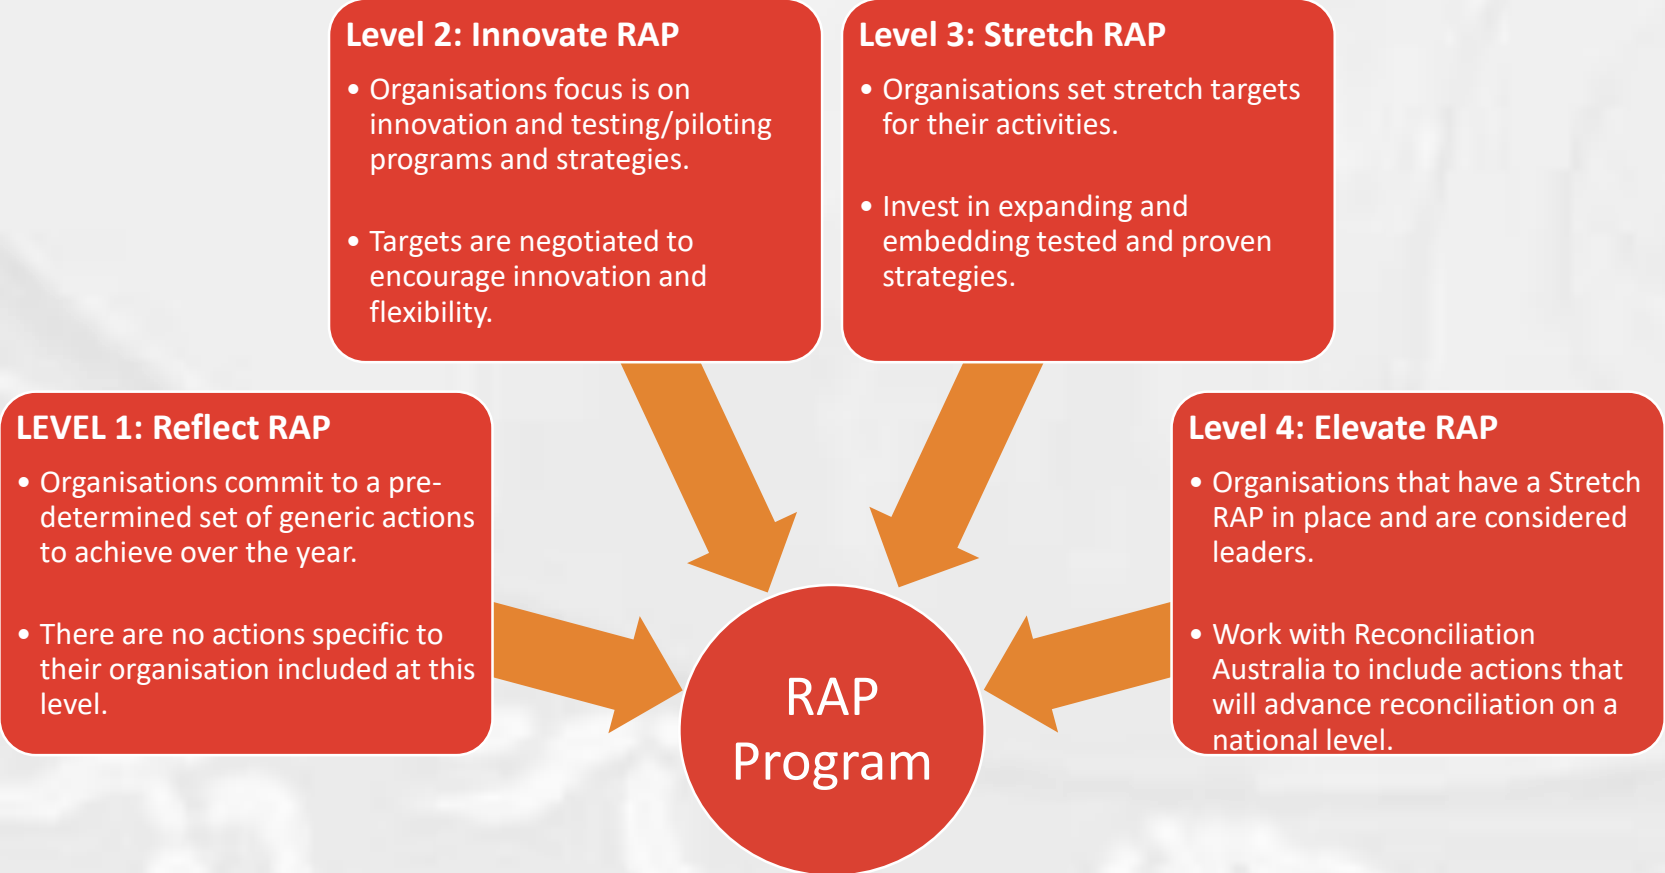 Level 2: Innovate RAP
• Organisations focus is on
innovation and testing/piloting
programs and strategies.
• Targets are negotiated to
encourage innovation and
flexibility.
Level 3: Stretch RAP
• Organisations set stretch targets
for their activities.
• Invest in expanding and
embedding tested and proven
strategies.
LEVEL 1: Reflect RAP
• Organisations commit to a pre-
determined set of generic actions
to achieve over the year.
• There are no actions specific to
their organisation included at this
level.
Level 4: Elevate RAP
• Organisations that have a Stretch
RAP in place and are considered
leaders.
• Work with Reconciliation
Australia to include actions that
will advance reconciliation on a
national level.
RAP
Program